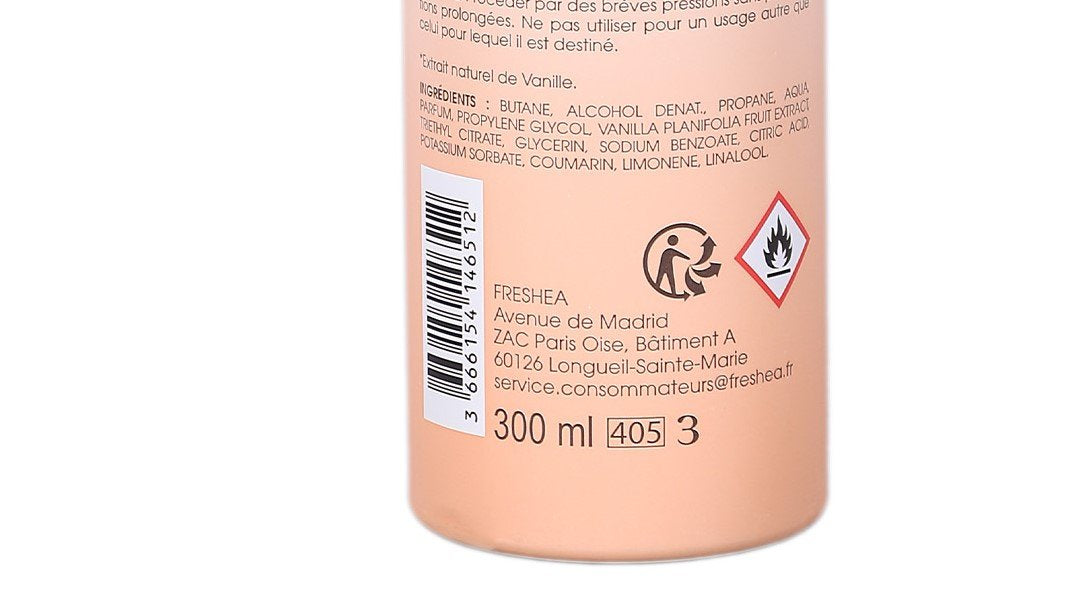 par des brèves pressions
tions prolongées. Ne pas utiliser pour un usage autre que
celui pour lequel il est destiné.
*Extrait naturel de Vanille.
INGRÉDIENTS : BUTANE, ALCOHOL DENAT., PROPANE, AQUA,
PARFUM, PROPYLENE GLYCOL, VANILLA PLANIFOLIA FRUIT EXTRACT,
TRIETHYL CITRATE, GLYCERIN, SODIUM BENZOATE, CITRIC ACID,
POTASSIUM SORBATE, COUMARIN, LIMONENE, LINALOOL.
3 666154 146512
FRESHEA
Avenue de Madrid
ZAC Paris Oise, Bâtiment A
60126 Longueil-Sainte-Marie
service.consommateurs@freshea.fr
300 ml 405 3